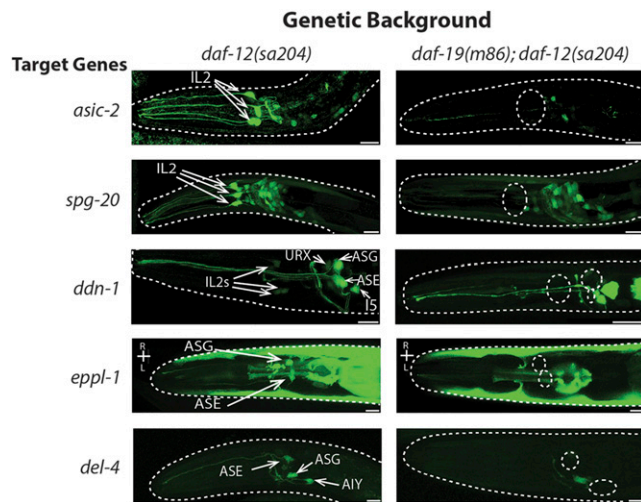 Genetic Background
daf-12(sa204) daf-19(m86); daf-12(sa204)
Target Genes
IL2
asic-2
IL2
spg-20
URX ASG
ddn-1
ASE
IL2s
I5
R
L
ASG
R
L
eppl-1
ASE
del-4
ASE
ASG
AIY